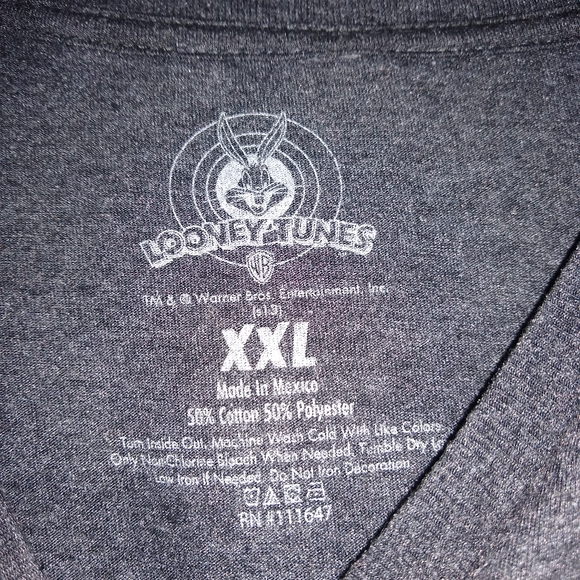 LOONEY TUNES
WB
TM & © Warner Bros. Entertainment, Inc.
(s13)
XXL
Made In Mexico
50% Cotton 50% Polyester
Turn Inside Out. Machine Wash Cold With Like Colors.
Only Non-Chlorine Bleach When Needed. Tumble Dry Lo
Low Iron If Needed. Do Not Iron Decoration.
RN #111647